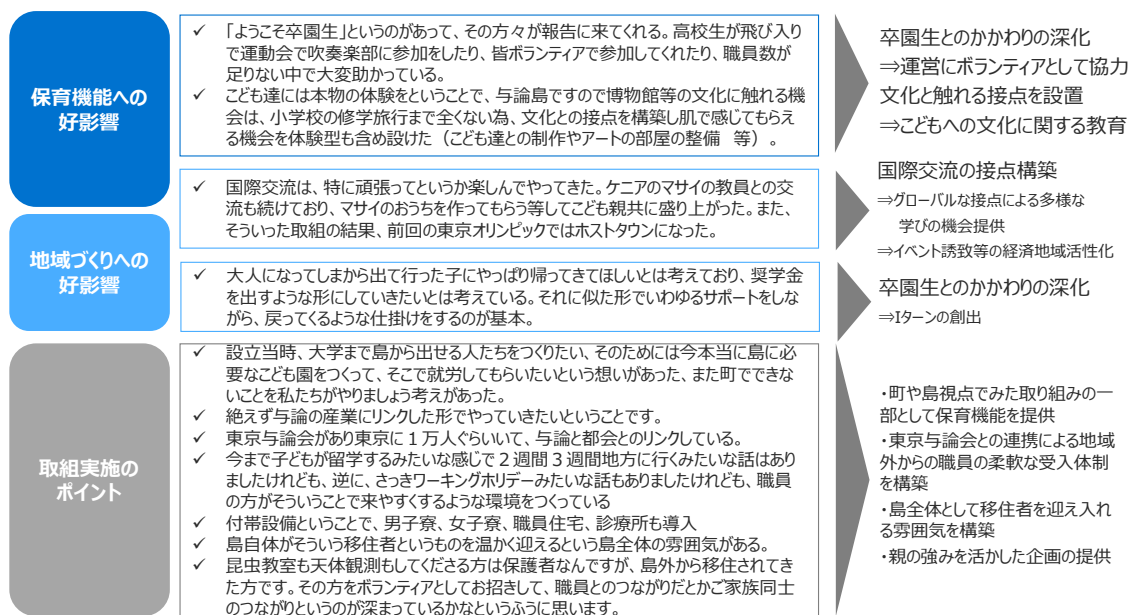 保育機能への
好影響
✓ 「ようこそ卒園生」というのがあって、その方々が報告に来てくれる。高校生が飛び入り
で運動会で吹奏楽部に参加をしたり、皆ボランティアで参加してくれたり、職員数が
足りない中で大変助かっている。
✓ こども達には本物の体験をということで、与論島ですので博物館等の文化に触れる機
会は、小学校の修学旅行まで全くない為、文化との接点を構築し肌で感じてもらえ
る機会を体験型も含め設けた（こども達との制作やアートの部屋の整備　等）。
卒園生とのかかわりの深化
⇒運営にボランティアとして協力
文化と触れる接点を設置
⇒こどもへの文化に関する教育
地域づくりへの
好影響
✓ 国際交流は、特に頑張ってというか楽しんでやってきた。ケニアのマサイの教員との交
流も続けており、マサイのおうちを作ってもらう等してこども親共に盛り上がった。また、
そういった取組の結果、前回の東京オリンピックではホストタウンになった。
国際交流の接点構築
⇒グローバルな接点による多様な
学びの機会提供
⇒イベント誘致等の経済地域活性化
✓ 大人になってしまから出て行った子にやっぱり帰ってきてほしいとは考えており、奨学金
を出すような形にしていきたいとは考えている。それに似た形でいわゆるサポートをしな
がら、戻ってくるような仕掛けをするのが基本。
卒園生とのかかわりの深化
⇒Iターンの創出
取組実施の
ポイント
✓ 設立当時、大学まで島から出せる人たちをつくりたい、そのためには今本当に島に必
要なこども園をつくって、そこで就労してもらいたいという想いがあった、また町でできな
いことを私たちがやりましょう考えがあった。
✓ 絶えず与論の産業にリンクした形でやっていきたいということです。
✓ 東京与論会があり東京に１万人ぐらいいて、与論と都会とのリンクしている。
✓ 今まで子どもが留学するみたいな感じで２週間３週間地方に行くみたいな話はあり
ましたけれども、逆に、さっきワーキングホリデーみたいな話もありましたけれども、職員
の方がそういうことで来やすくするような環境をつくっている
✓ 付帯設備ということで、男子寮、女子寮、職員住宅、診療所も導入
✓ 島自体がそういう移住者というものを温かく迎えるという島全体の雰囲気がある。
✓ 昆虫教室も天体観測もしてくださる方は保護者なんですが、島外から移住されてき
た方です。その方をボランティアとしてお招きして、職員とのつながりだとかご家族同士
のつながりというのが深まっているかなというふうに思います。
・町や島視点でみた取り組みの一
部として保育機能を提供
・東京与論会との連携による地域
外からの職員の柔軟な受入体制
を構築
・島全体として移住者を迎え入れ
る雰囲気を構築
・親の強みを活かした企画の提供